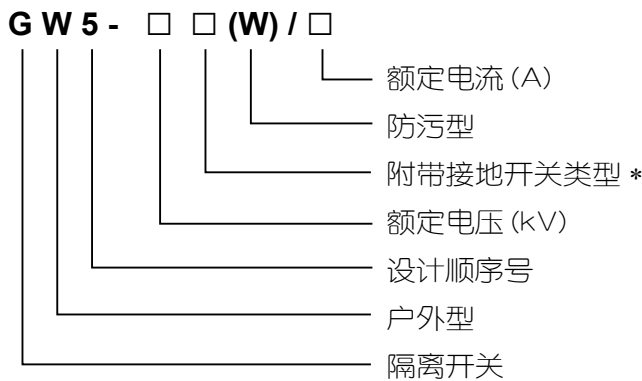 G W 5 - □ □ (W) / □
额定电流(A)
防污型
附带接地开关类型 *
额定电压(kV)
设计顺序号
户外型
隔离开关